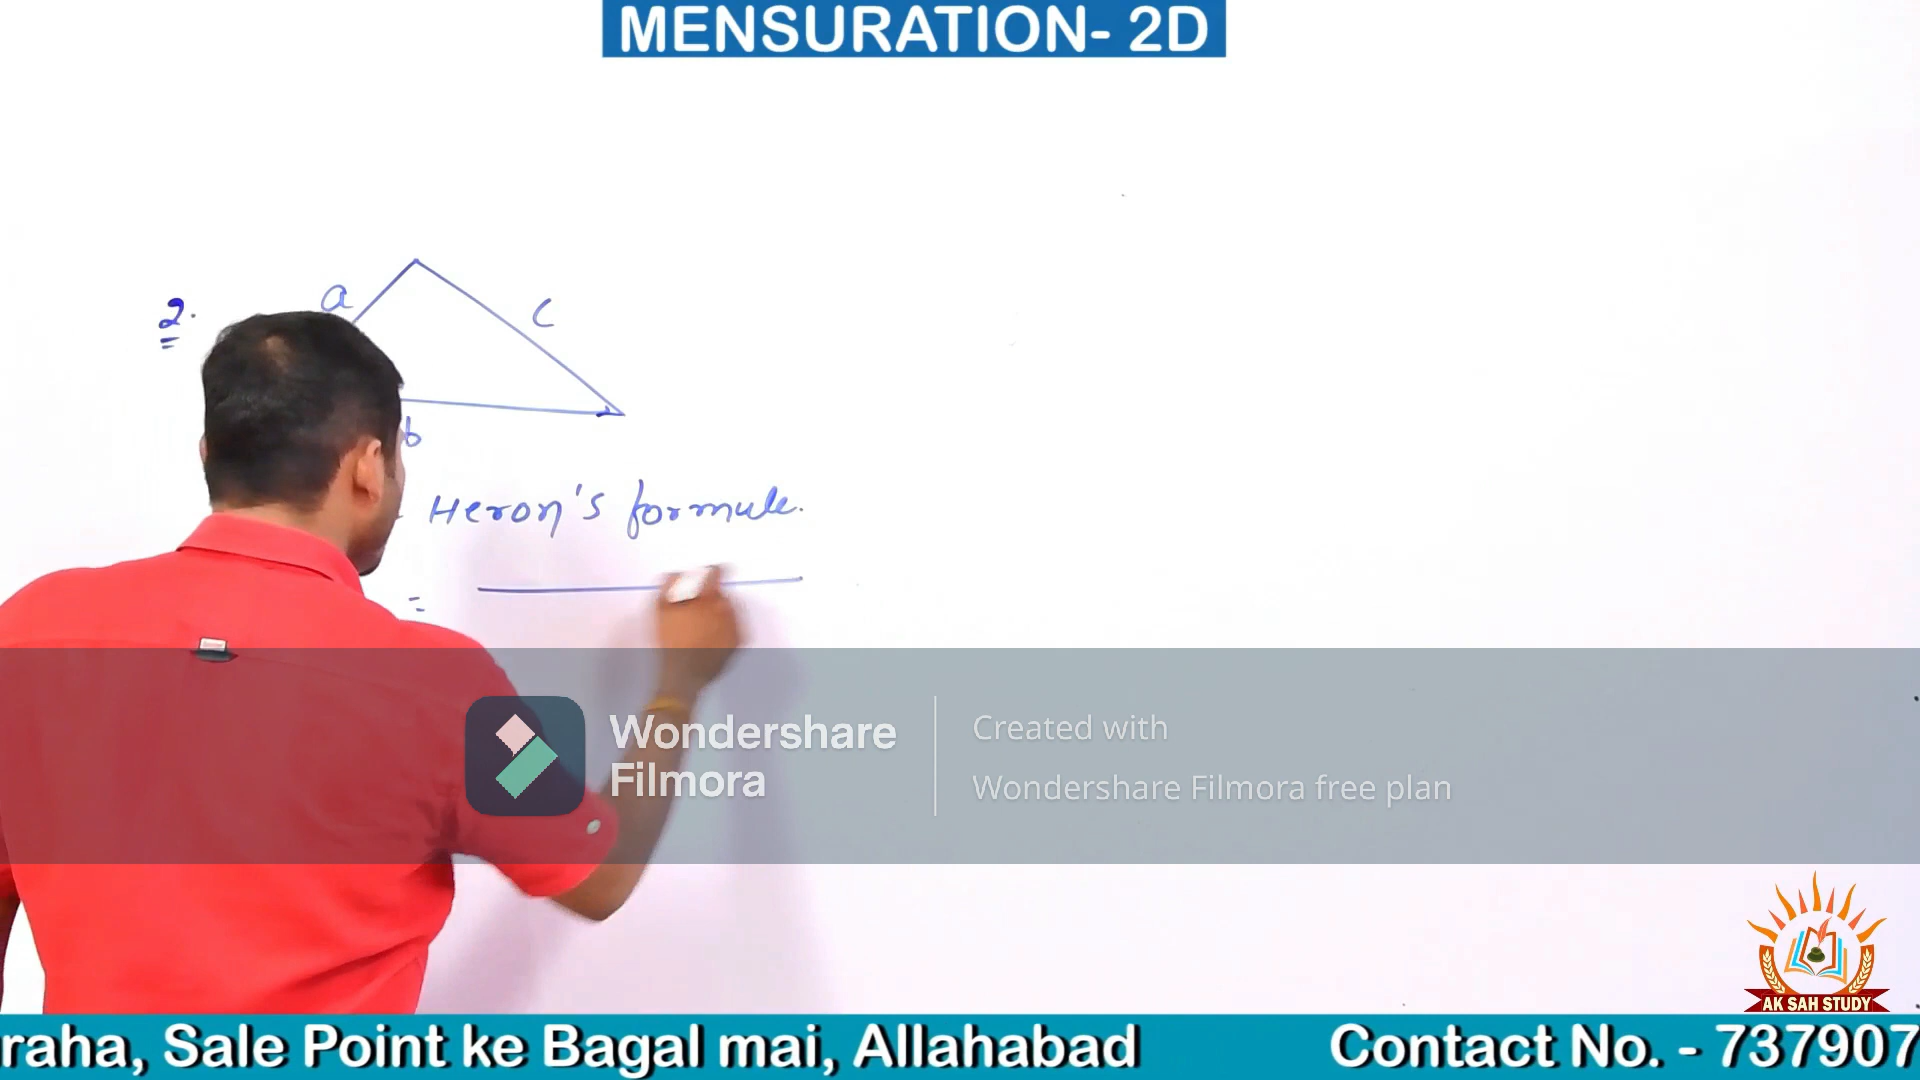 MENSURATION- 2D
2.
a
c
b
Heron's formule.
=
Wondershare
Filmora
Created with
Wondershare Filmora free plan
AK SAH STUDY
raha, Sale Point ke Bagal mai, Allahabad Contact No. - 737907